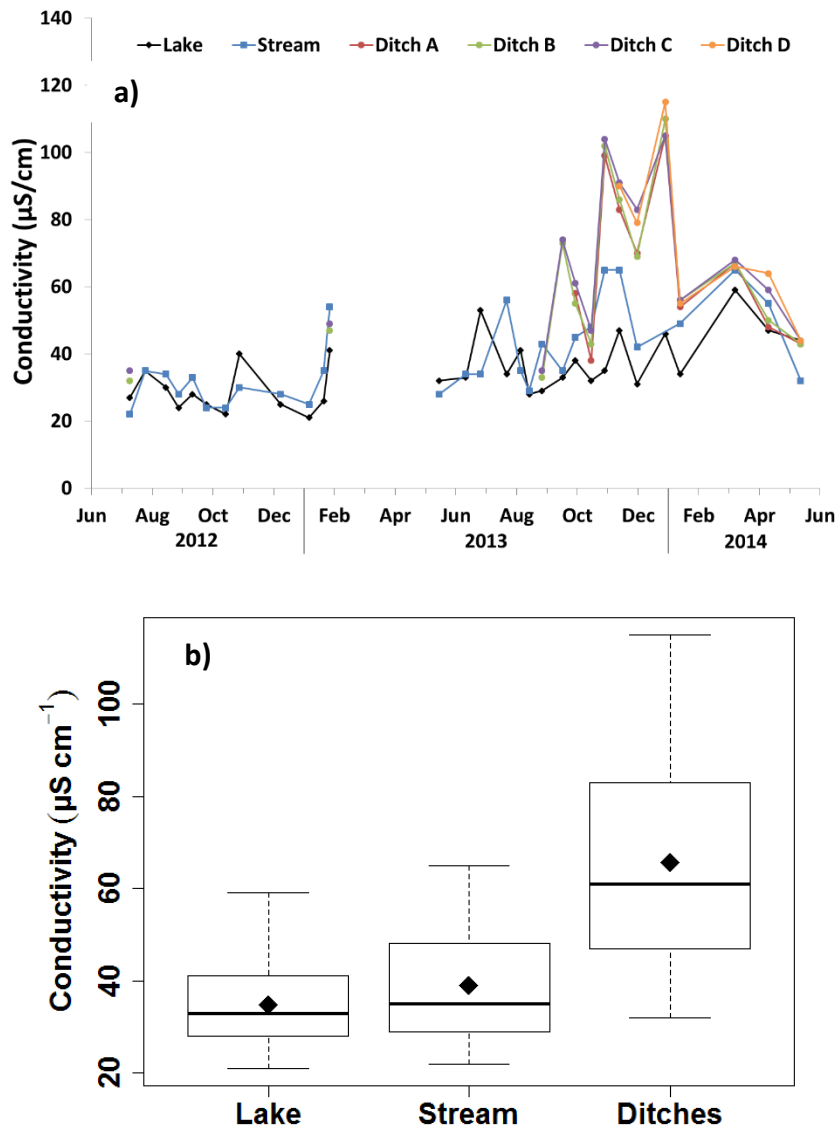 140
Lake Stream Ditch A Ditch B Ditch C Ditch D
a)
120
100
80
60
40
20
0
Conductivity (µS/cm)
Jun Aug Oct Dec Feb Apr Jun Aug Oct Dec Feb Apr Jun
2012 2013 2014
b)
Conductivity (µS cm⁻¹)
100
80
60
40
20
Lake Stream Ditches